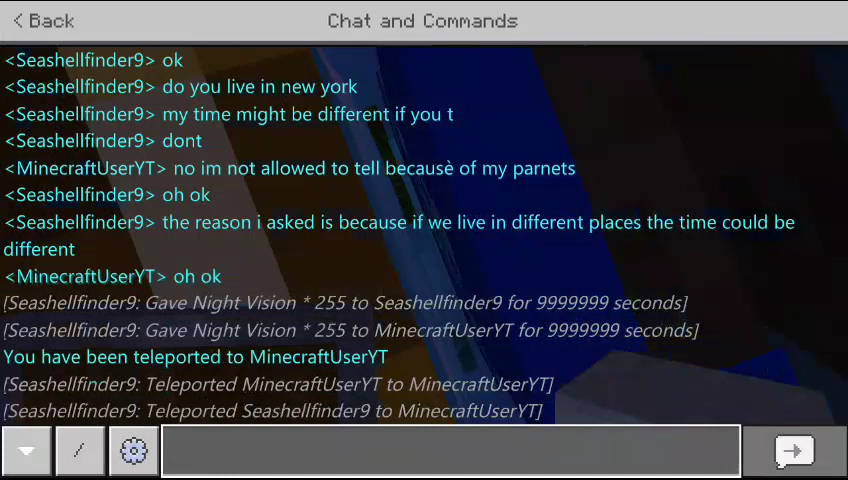 Back
Chat and Commands
<Seashellfinder9> ok
<Seashellfinder9> do you live in new york
<Seashellfinder9> my time might be different if you t
<Seashellfinder9> dont
<MinecraftUserYT> no im not allowed to tell becausè of my parnets
<Seashellfinder9> oh ok
<Seashellfinder9> the reason i asked is because if we live in different places the time could be
different
<MinecraftUserYT> oh ok
[Seashellfinder9: Gave Night Vision * 255 to Seashellfinder9 for 9999999 seconds]
[Seashellfinder9: Gave Night Vision * 255 to MinecraftUserYT for 9999999 seconds]
You have been teleported to MinecraftUserYT
[Seashellfinder9: Teleported MinecraftUserYT to MinecraftUserYT]
[Seashellfinder9: Teleported Seashellfinder9 to MinecraftUserYT]
/